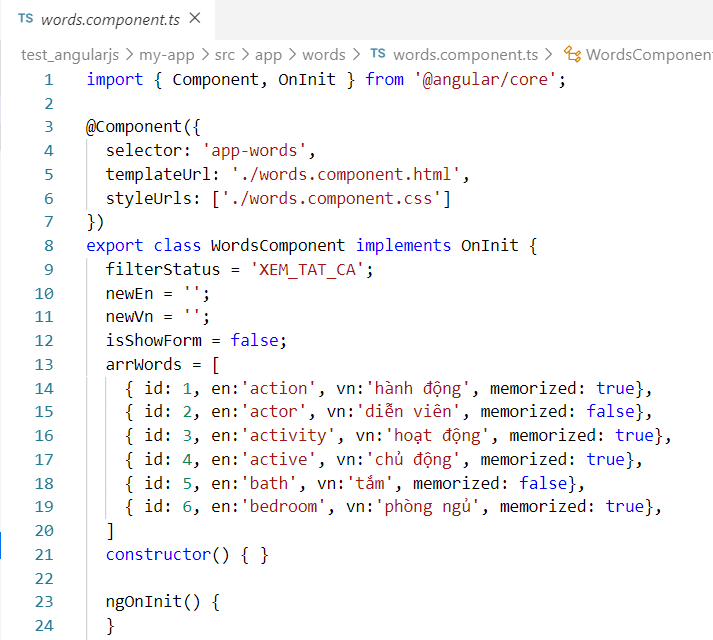 TS words.component.ts ×
test_angularjs > my-app > src > app > words > TS words.component.ts > WordsComponent
1 import { Component, OnInit } from '@angular/core';
2
3 @Component({
4 selector: 'app-words',
5 templateUrl: './words.component.html',
6 styleUrls: ['./words.component.css']
7 })
8 export class WordsComponent implements OnInit {
9 filterStatus = 'XEM_TAT_CA';
10 newEn = '';
11 newVn = '';
12 isShowForm = false;
13 arrWords = [
14 { id: 1, en:'action', vn:'hành động', memorized: true},
15 { id: 2, en:'actor', vn:'diễn viên', memorized: false},
16 { id: 3, en:'activity', vn:'hoạt động', memorized: true},
17 { id: 4, en:'active', vn:'chủ động', memorized: true},
18 { id: 5, en:'bath', vn:'tắm', memorized: false},
19 { id: 6, en:'bedroom', vn:'phòng ngủ', memorized: true},
20 ]
21 constructor() { }
22
23 ngOnInit() {
24 }